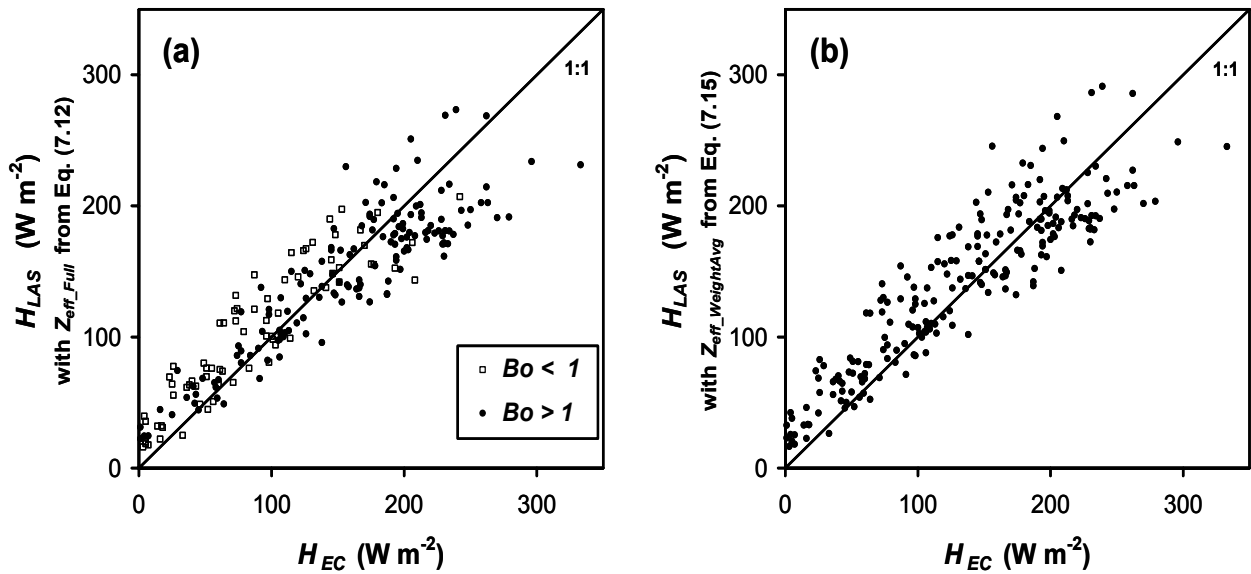 (a)
1:1
300
200
100
0
H_LAS (W m⁻²)
with Z_eff_Full from Eq. (7.12)
□ Bo < 1
• Bo > 1
0 100 200 300
H_EC (W m⁻²)
(b)
1:1
300
200
100
0
H_LAS (W m⁻²)
with Z_eff_WeightAvg from Eq. (7.15)
0 100 200 300
H_EC (W m⁻²)